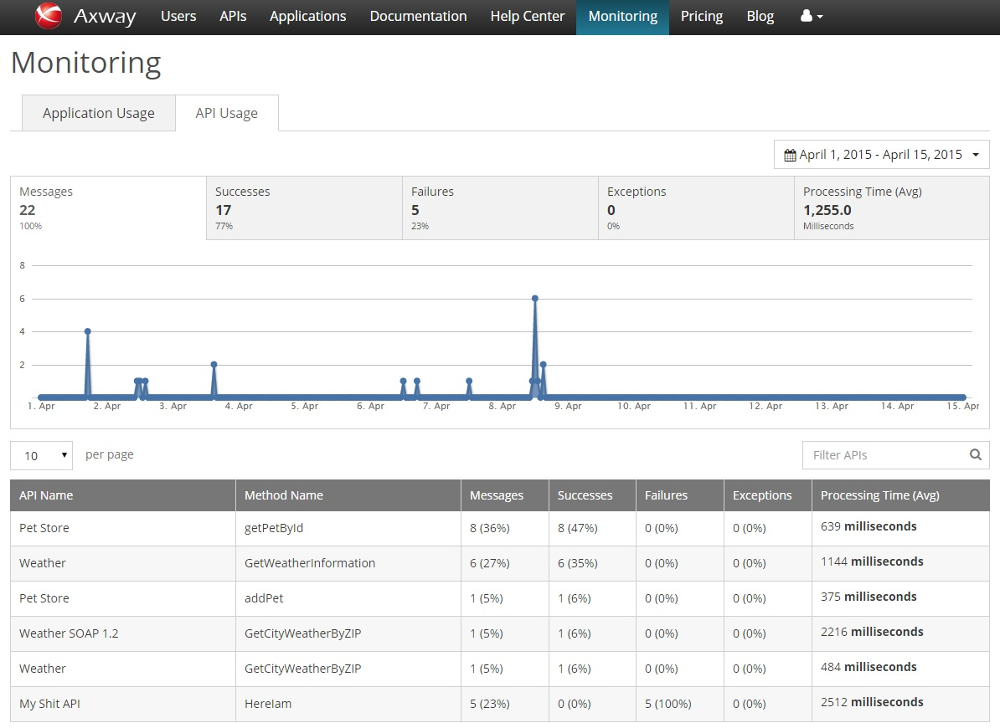 Axway Users APIs Applications Documentation Help Center Monitoring Pricing Blog
Monitoring
Application Usage API Usage
April 1, 2015 - April 15, 2015
Messages Successes Failures Exceptions Processing Time (Avg)
22 17 5 0 1,255.0
100% 77% 23% 0% Milliseconds
8
6
4
2
1. Apr 2. Apr 3. Apr 4. Apr 5. Apr 6. Apr 7. Apr 8. Apr 9. Apr 10. Apr 11. Apr 12. Apr 13. Apr 14. Apr 15. Apr
10 per page Filter APIs
API Name Method Name Messages Successes Failures Exceptions Processing Time (Avg)
Pet Store getPetById 8 (36%) 8 (47%) 0 (0%) 0 (0%) 639 milliseconds
Weather GetWeatherInformation 6 (27%) 6 (35%) 0 (0%) 0 (0%) 1144 milliseconds
Pet Store addPet 1 (5%) 1 (6%) 0 (0%) 0 (0%) 375 milliseconds
Weather SOAP 1.2 GetCityWeatherByZIP 1 (5%) 1 (6%) 0 (0%) 0 (0%) 2216 milliseconds
Weather GetCityWeatherByZIP 1 (5%) 1 (6%) 0 (0%) 0 (0%) 484 milliseconds
My Shit API HereIam 5 (23%) 0 (0%) 5 (100%) 0 (0%) 2512 milliseconds